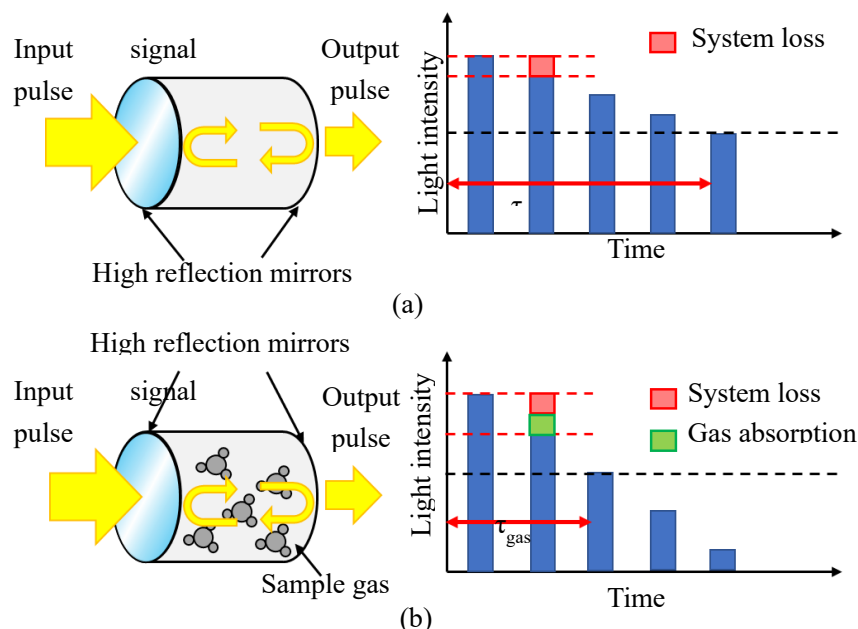 Input pulse
signal
Output pulse
High reflection mirrors
Light intensity
System loss
Time
(a)
High reflection mirrors
Input pulse
signal
Output pulse
Sample gas
Light intensity
System loss
Gas absorption
τgas
Time
(b)